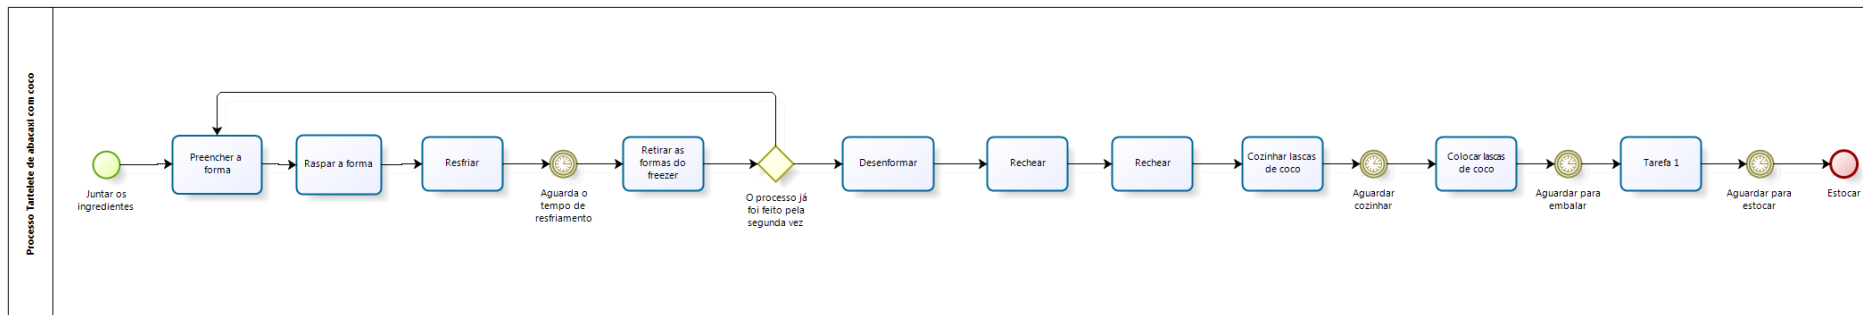 Processo Tartelete de abacaxi com coco
Juntar os
ingredientes
Preencher a
forma
Raspar a forma
Resfriar
Aguarda o
tempo de
resfriamento
Retirar as
formas do
freezer
O processo já
foi feito pela
segunda vez
Desenformar
Rechear
Rechear
Cozinhar lascas
de coco
Aguardar
cozinhar
Colocar lascas
de coco
Aguardar para
embalar
Tarefa 1
Aguardar para
estocar
Estocar